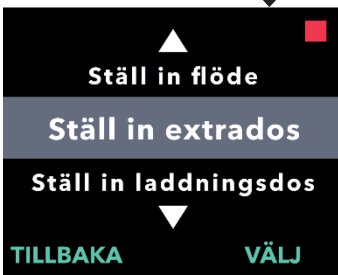 Ställ in flöde
Ställ in extrados
Ställ in laddningsdos
TILLBAKA VÄLJ